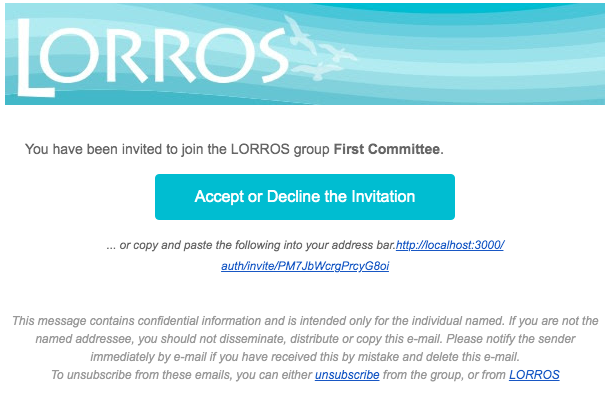 LORROS
You have been invited to join the LORROS group First Committee.
Accept or Decline the Invitation
... or copy and paste the following into your address bar.http://localhost:3000/
auth/invite/PM7JbWcrgPrcyG8oi
This message contains confidential information and is intended only for the individual named. If you are not the
named addressee, you should not disseminate, distribute or copy this e-mail. Please notify the sender
immediately by e-mail if you have received this by mistake and delete this e-mail.
To unsubscribe from these emails, you can either unsubscribe from the group, or from LORROS